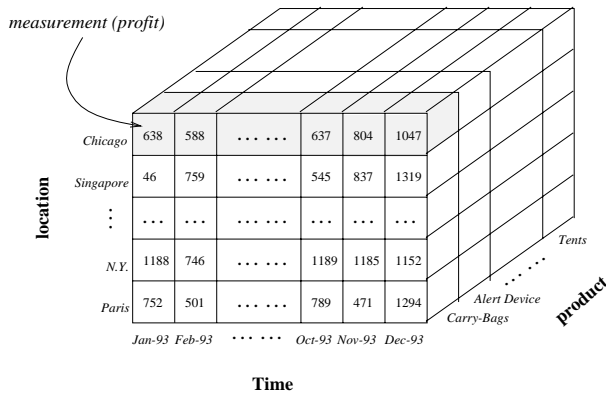 measurement (profit)
Chicago 638 588 ... ... 637 804 1047
Singapore 46 759 ... ... 545 837 1319
... ... ... ... ... ... ... ...
N.Y. 1188 746 ... ... 1189 1185 1152
Paris 752 501 ... ... 789 471 1294
Jan-93 Feb-93 ... ... Oct-93 Nov-93 Dec-93
location
Time
Carry-Bags
Alert Device
... ...
Tents
product